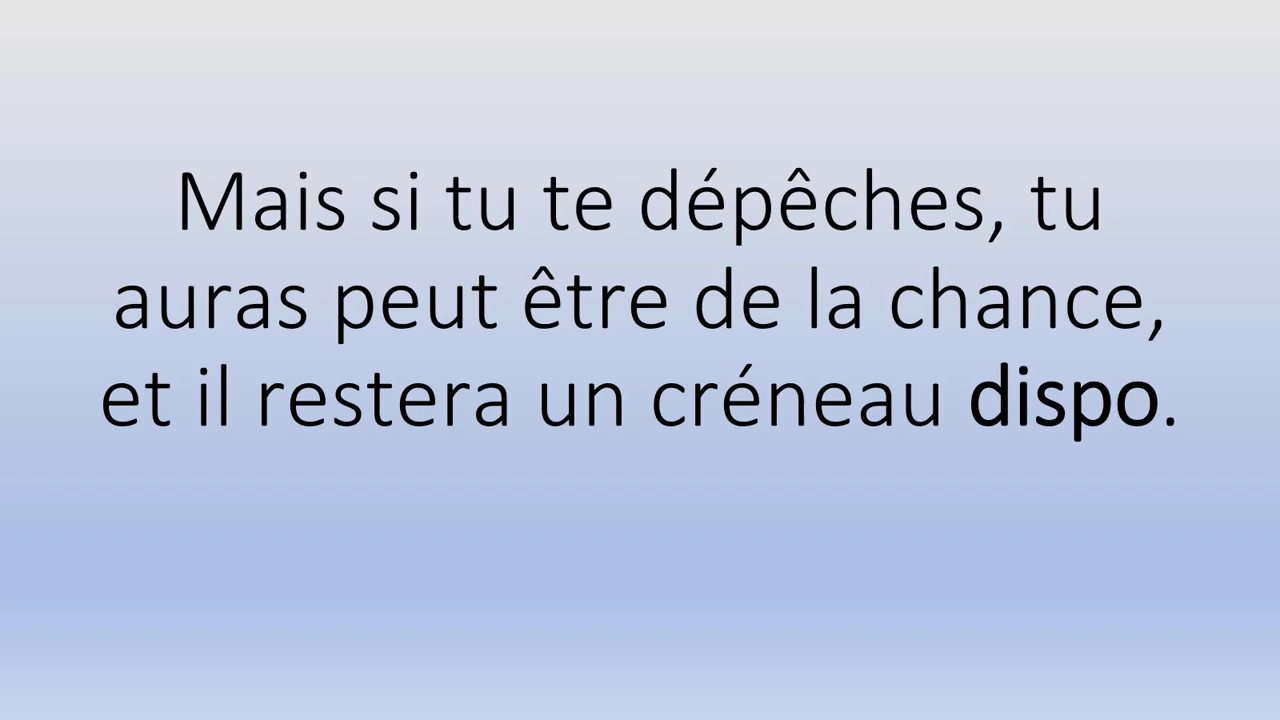 Mais si tu te dépêches, tu
auras peut être de la chance,
et il restera un créneau dispo.